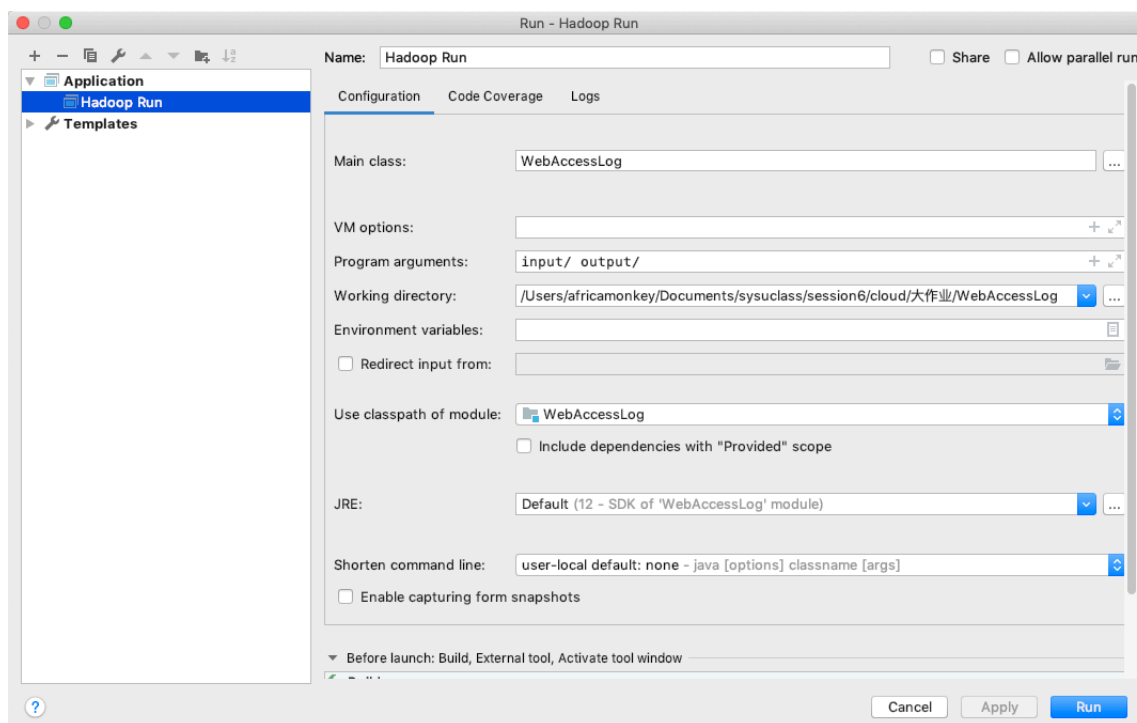 Run - Hadoop Run
Name: Hadoop Run Share Allow parallel run
Application
Hadoop Run
Templates
Configuration Code Coverage Logs
Main class: WebAccessLog ...
VM options:
Program arguments: input/ output/
Working directory: /Users/africamonkey/Documents/sysuclass/session6/cloud/大作业/WebAccessLog ...
Environment variables:
Redirect input from:
Use classpath of module: WebAccessLog
Include dependencies with "Provided" scope
JRE: Default (12 - SDK of 'WebAccessLog' module) ...
Shorten command line: user-local default: none - java [options] classname [args]
Enable capturing form snapshots
Before launch: Build, External tool, Activate tool window
? Cancel Apply Run